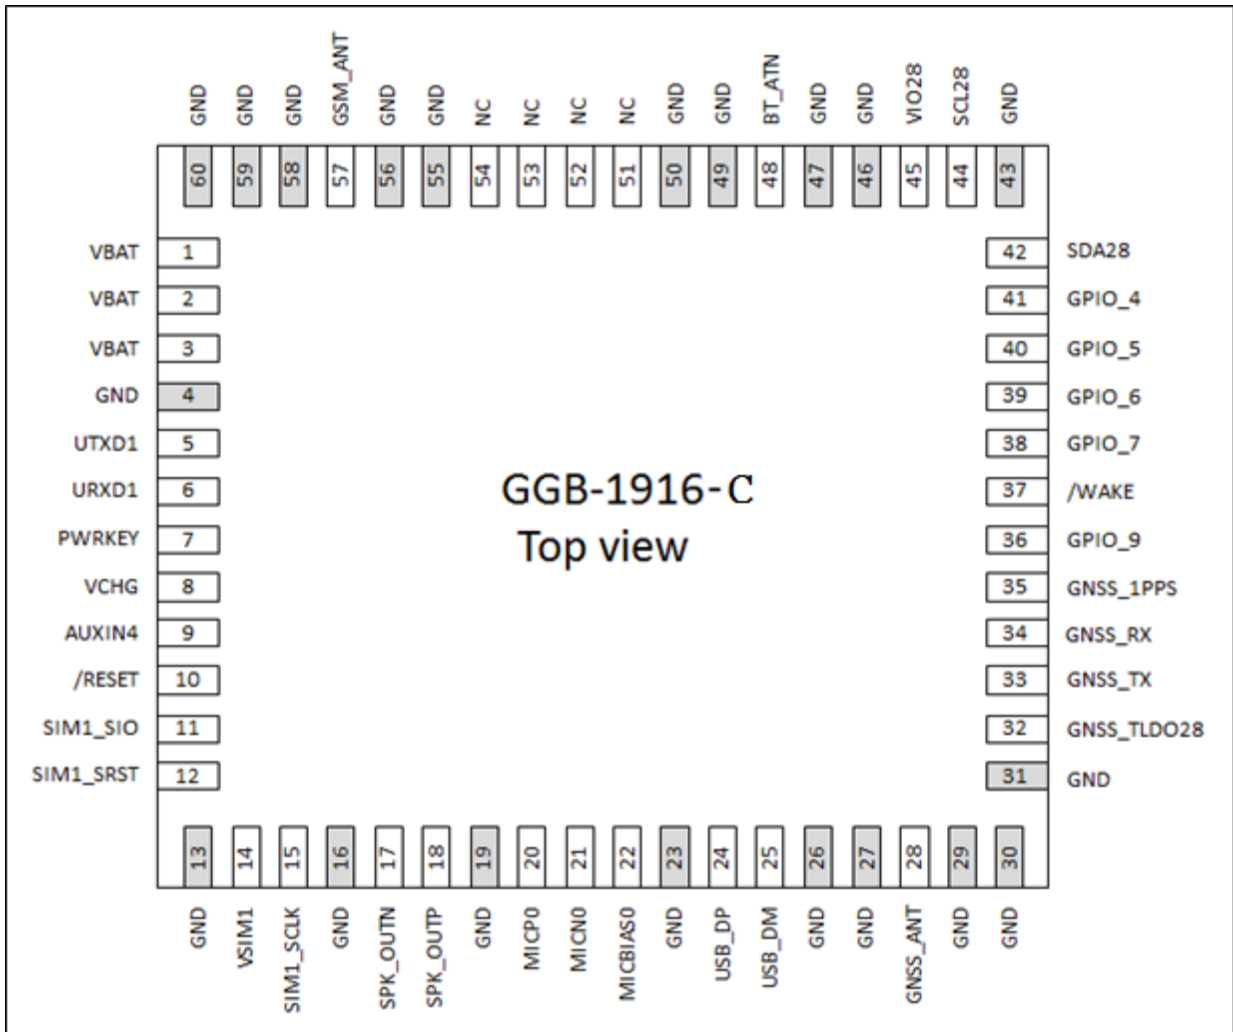 GND GND GND GSM_ANT GND GND NC NC NC NC GND GND BT_ATN GND GND VIO28 SCL28 GND
60 59 58 57 56 55 54 53 52 51 50 49 48 47 46 45 44 43
VBAT 1 42 SDA28
VBAT 2 41 GPIO_4
VBAT 3 40 GPIO_5
GND 4 39 GPIO_6
UTXD1 5 38 GPIO_7
URXD1 6 37 /WAKE
GGB-1916-C
PWRKEY 7 36 GPIO_9
Top view
VCHG 8 35 GNSS_1PPS
AUXIN4 9 34 GNSS_RX
/RESET 10 33 GNSS_TX
SIM1_SIO 11 32 GNSS_TLDO28
SIM1_SRST 12 31 GND
13 14 15 16 17 18 19 20 21 22 23 24 25 26 27 28 29 30
GND VSIM1 SIM1_SCLK GND SPK_OUTN SPK_OUTP GND MICP0 MICN0 MICBIAS0 GND USB_DP USB_DM GND GND GNSS_ANT GND GND